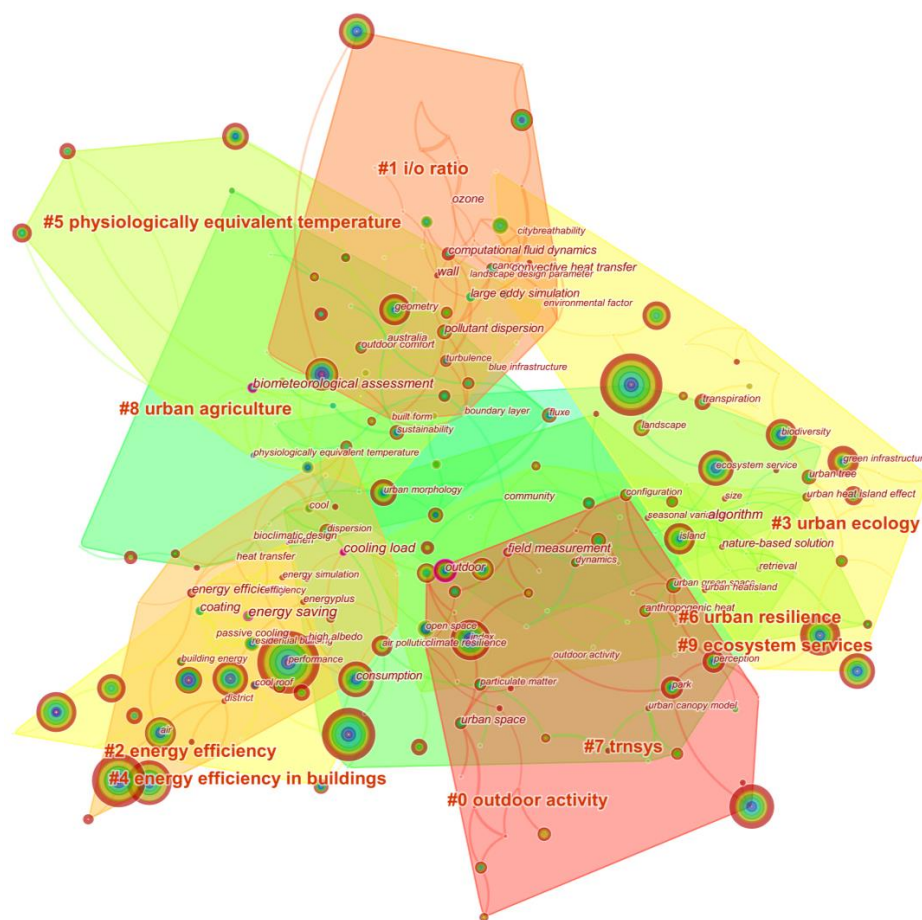 #1 i/o ratio
ozone
#5 physiologically equivalent temperature
citybreathability
computational fluid dynamics
convective heat transfer
wall
landscape design parameter
large eddy simulation
environmental factor
geometry
pollutant dispersion
australia
outdoor comfort
turbulence
blue infrastructure
biometeorological assessment
transpiration
#8 urban agriculture
boundary layer
fluxe
built form
sustainability
landscape
biodiversity
physiologically equivalent temperature
ecosystem service
green infrastructure
urban tree
urban morphology
community
configuration
size
urban heat island effect
cool
seasonal
algorithm
#3 urban ecology
dispersion
bioclimatic design
island
cooling load
field measurement
nature-based solution
heat transfer
outdoor
dynamics
retrieval
energy simulation
urban green space
urban heatisland
energy efficiency
energyplus
coating
energy saving
anthropogenic heat
#6 urban resilience
open space
passive cooling
residential building
high albedo
index
air
climate resilience
#9 ecosystem services
building energy
performance
outdoor activity
perception
cool roof
consumption
particulate matter
park
district
urban canopy model
urban space
air
#2 energy efficiency
#7 trnsys
#4 energy efficiency in buildings
#0 outdoor activity